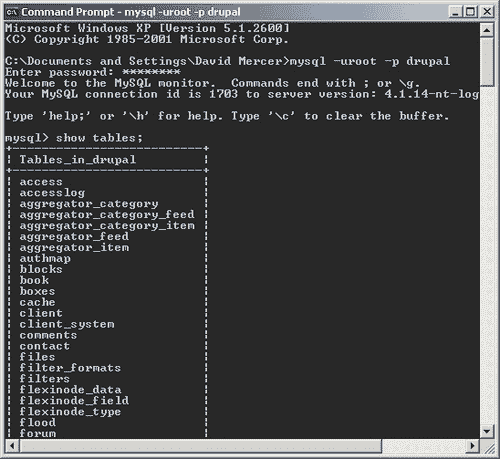 Command Prompt - mysql -uroot -p drupal
Microsoft Windows XP [Version 5.1.2600]
(C) Copyright 1985-2001 Microsoft Corp.
C:\Documents and Settings\David Mercer>mysql -uroot -p drupal
Enter password: ********
Welcome to the MySQL monitor.  Commands end with ; or \g.
Your MySQL connection id is 1703 to server version: 4.1.14-nt-log
Type 'help;' or '\h' for help. Type '\c' to clear the buffer.
mysql> show tables;
+---------------------------+
| Tables_in_drupal          |
+---------------------------+
| access                    |
| accesslog                 |
| aggregator_category       |
| aggregator_category_feed  |
| aggregator_category_item  |
| aggregator_feed           |
| aggregator_item           |
| authmap                   |
| blocks                    |
| book                      |
| boxes                     |
| cache                     |
| client                    |
| client_system             |
| comments                  |
| contact                   |
| files                     |
| filter_formats            |
| filters                   |
| flexinode_data            |
| flexinode_field           |
| flexinode_type            |
| flood                     |
| forum                     |